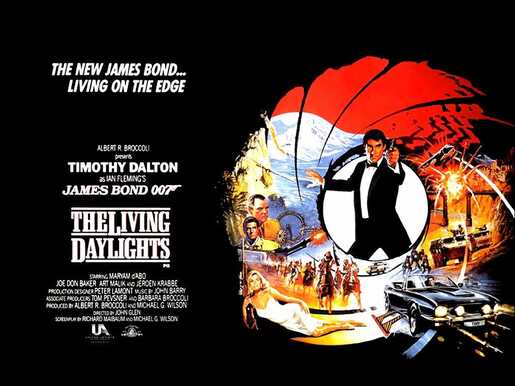 THE NEW JAMES BOND...
LIVING ON THE EDGE
ALBERT R. BROCCOLI
presents
TIMOTHY DALTON
as IAN FLEMING'S
JAMES BOND 007
THE LIVING
DAYLIGHTS
PG
STARRING MARYAM d'ABO
JOE DON BAKER ART MALIK and JEROEN KRABBE
PRODUCTION DESIGNER PETER LAMONT MUSIC BY JOHN BARRY
ASSOCIATE PRODUCERS TOM PEVSNER and BARBARA BROCCOLI
PRODUCED BY ALBERT R. BROCCOLI and MICHAEL G. WILSON
DIRECTED BY JOHN GLEN
SCREENPLAY BY RICHARD MAIBAUM and MICHAEL G. WILSON
UA